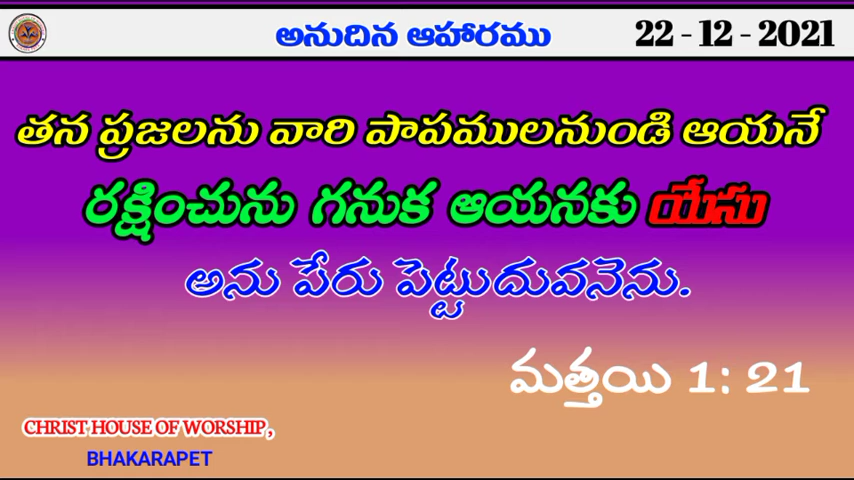 అనుదిన ఆహారము 22 - 12 - 2021
తన ప్రజలను వారి పాపములనుండి ఆయనే
రక్షించును గనుక ఆయనకు యేసు
అను పేరు పెట్టుదువనెను.
మత్తయి 1: 21
CHRIST HOUSE OF WORSHIP,
BHAKARAPET